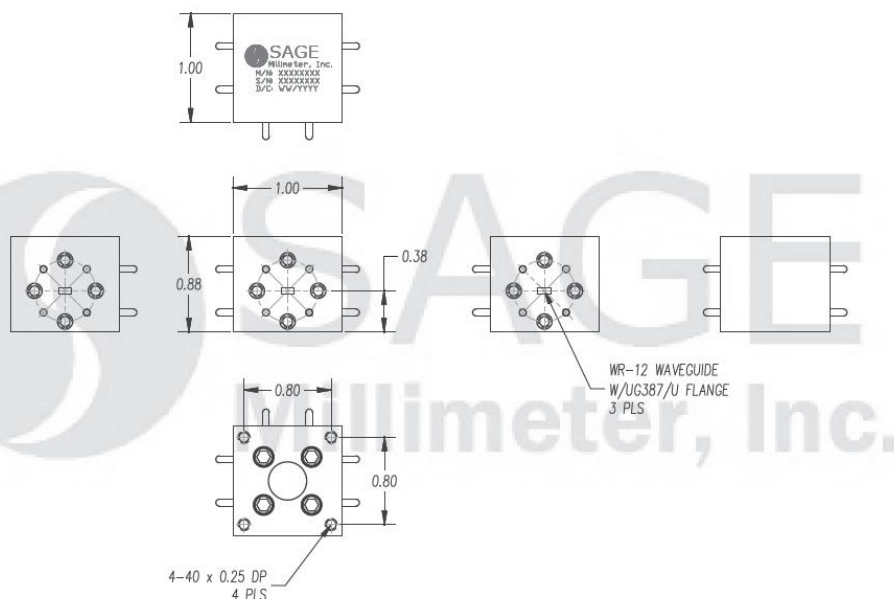 1.00
SAGE
Millimeter, Inc.
M/N: XXXXXXXX
S/N: XXXXXXXX
D/C: WW/YYYY
SAGE
Millimeter, Inc.
1.00
0.88
0.38
WR-12 WAVEGUIDE
W/UG387/U FLANGE
3 PLS
0.80
0.80
4-40 x 0.25 DP
4 PLS